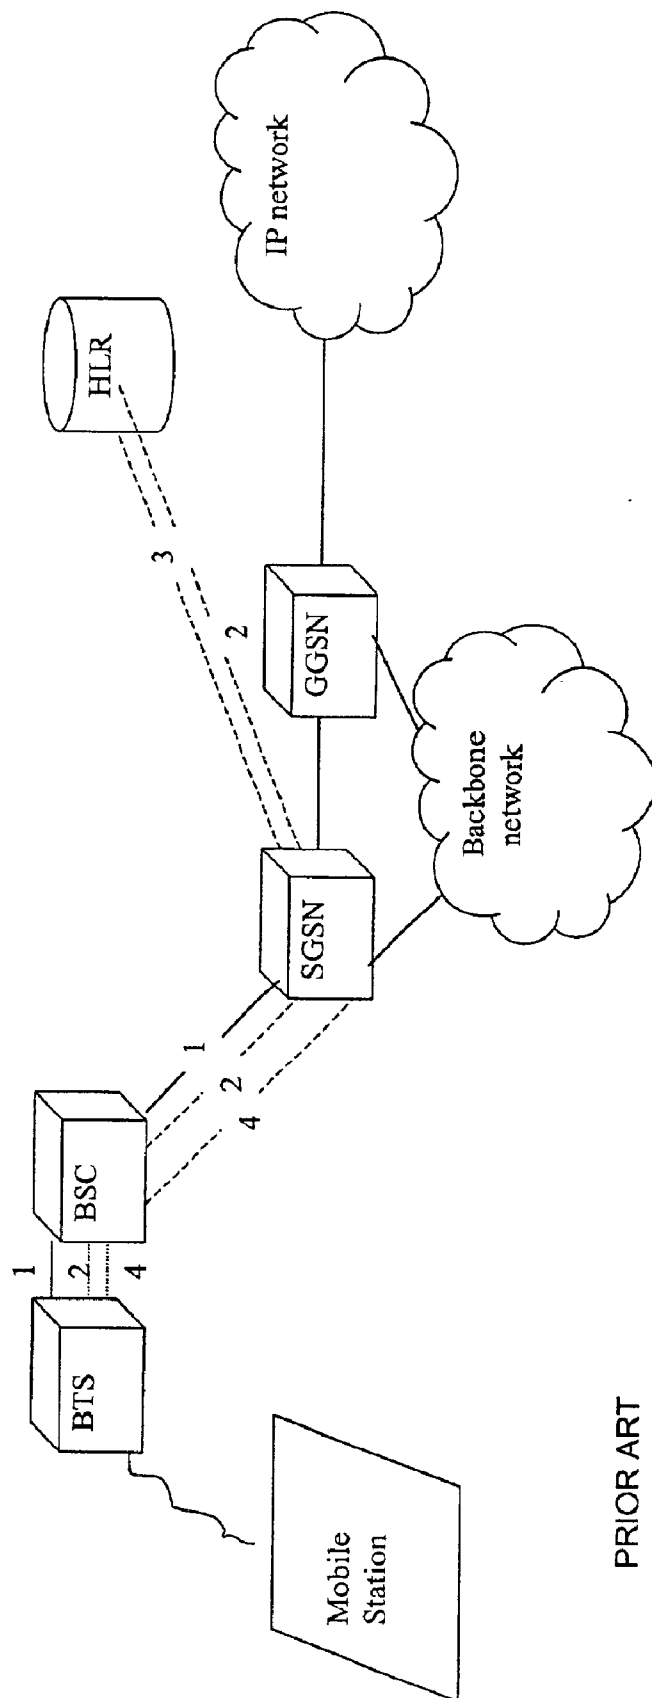 IP network
HLR
3
2
GGSN
Backbone
network
SGSN
1
2
4
BSC
1
2
4
BTS
Mobile
Station
PRIOR ART